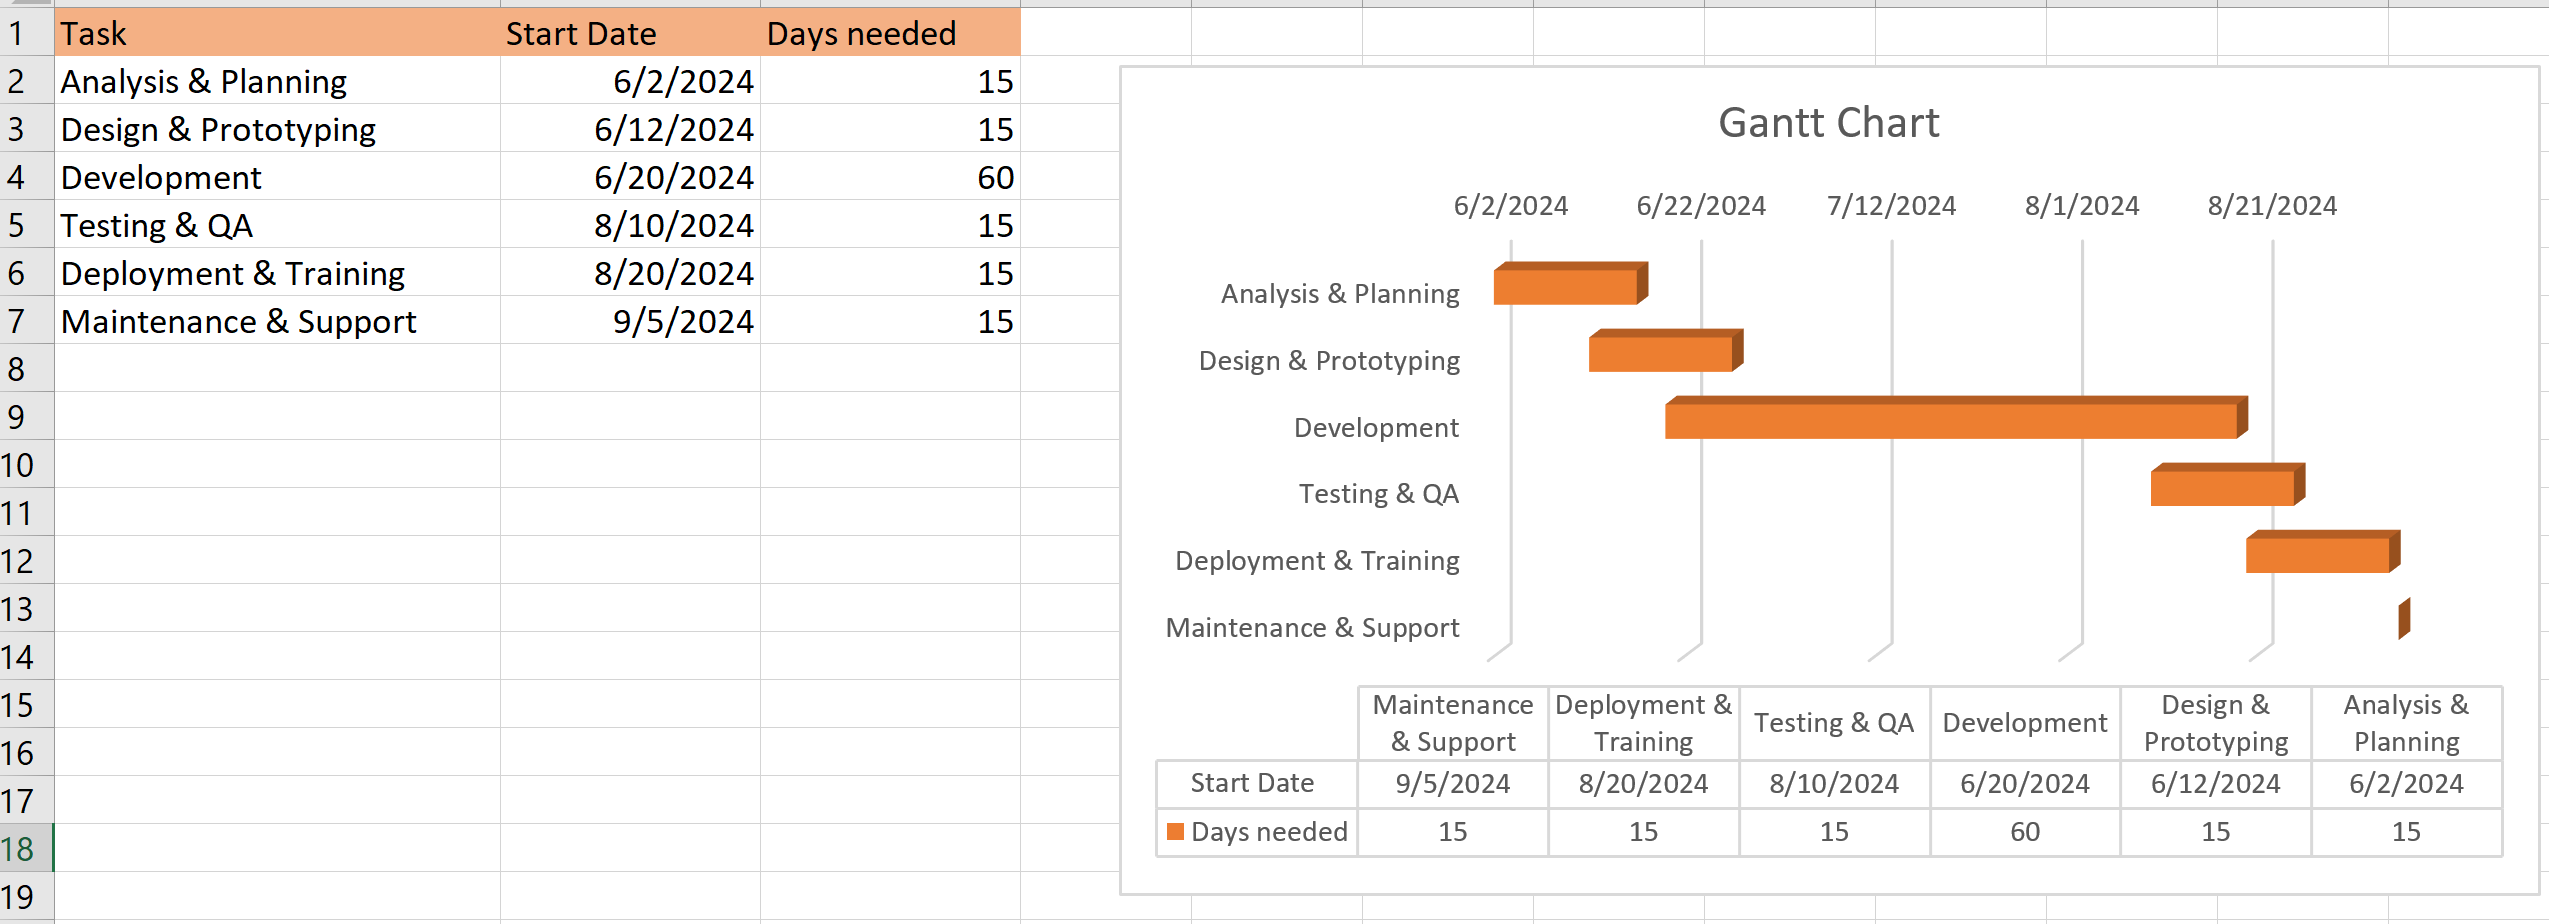 1 Task Start Date Days needed
2 Analysis & Planning 6/2/2024 15
3 Design & Prototyping 6/12/2024 15
4 Development 6/20/2024 60
5 Testing & QA 8/10/2024 15
6 Deployment & Training 8/20/2024 15
7 Maintenance & Support 9/5/2024 15
8
9
10
11
12
13
14
15
16
17
18
19
Gantt Chart
6/2/2024 6/22/2024 7/12/2024 8/1/2024 8/21/2024
Analysis & Planning
Design & Prototyping
Development
Testing & QA
Deployment & Training
Maintenance & Support
Maintenance & Support Deployment & Training Testing & QA Development Design & Prototyping Analysis & Planning
Start Date 9/5/2024 8/20/2024 8/10/2024 6/20/2024 6/12/2024 6/2/2024
Days needed 15 15 15 60 15 15